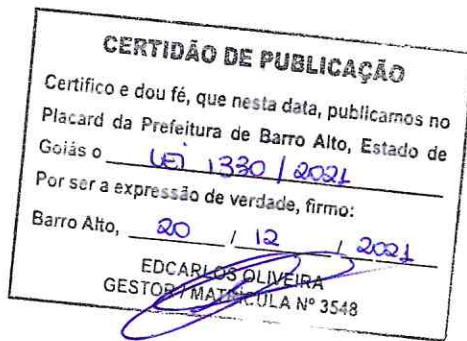 CERTIDÃO DE PUBLICAÇÃO
Certifico e dou fé, que nesta data, publicamos no
Placard da Prefeitura de Barro Alto, Estado de
Goiás o LEI 1330 / 2021
Por ser a expressão de verdade, firmo:
Barro Alto, 20 / 12 / 2021
EDCARLOS OLIVEIRA
GESTOR / MATRÍCULA Nº 3548